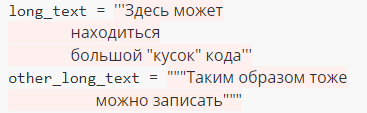 long_text = '''Здесь может
находиться
большой "кусок" кода'''
other_long_text = """Таким образом тоже
можно записать"""